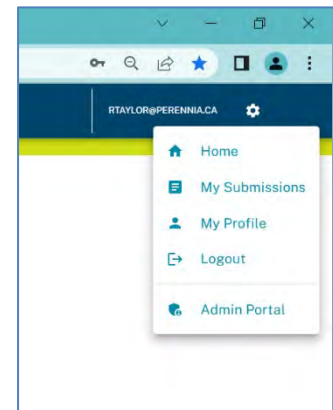 RTAYLOR@PERENNIA.CA
Home
My Submissions
My Profile
Logout
Admin Portal